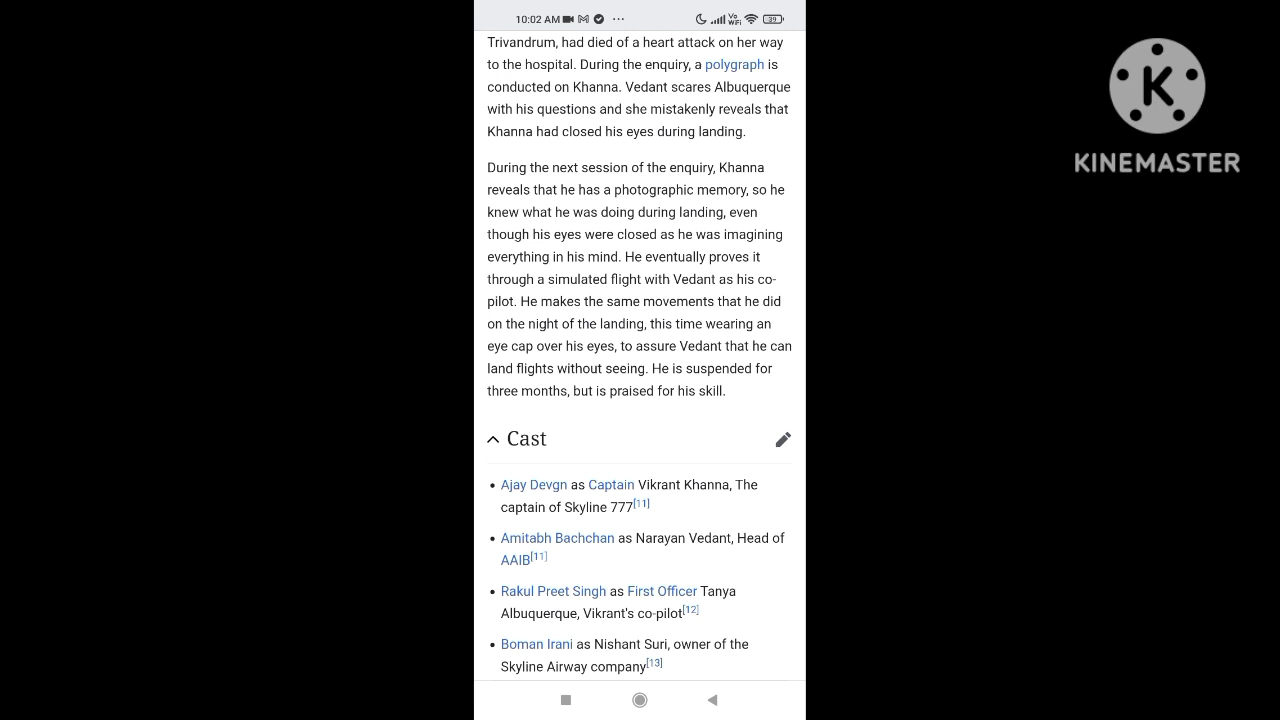 10:02 AM
Vo
WiFi
39
Trivandrum, had died of a heart attack on her way
to the hospital. During the enquiry, a polygraph is
conducted on Khanna. Vedant scares Albuquerque
with his questions and she mistakenly reveals that
Khanna had closed his eyes during landing.
During the next session of the enquiry, Khanna
reveals that he has a photographic memory, so he
knew what he was doing during landing, even
though his eyes were closed as he was imagining
everything in his mind. He eventually proves it
through a simulated flight with Vedant as his co-
pilot. He makes the same movements that he did
on the night of the landing, this time wearing an
eye cap over his eyes, to assure Vedant that he can
land flights without seeing. He is suspended for
three months, but is praised for his skill.
Cast
• Ajay Devgn as Captain Vikrant Khanna, The
captain of Skyline 777[11]
• Amitabh Bachchan as Narayan Vedant, Head of
AAIB[11]
• Rakul Preet Singh as First Officer Tanya
Albuquerque, Vikrant's co-pilot[12]
• Boman Irani as Nishant Suri, owner of the
Skyline Airway company[13]
K
KINEMASTER